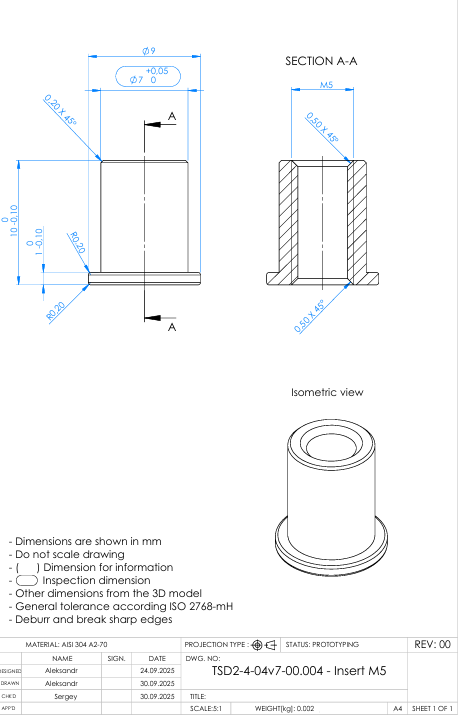 Ø9
+0,05
Ø7 0
0,20 X 45°
A
0
10 -0,10
0
1 -0,10
R0,20
R0,20
A
SECTION A-A
M5
0,50 X 45°
0,50 X 45°
Isometric view
- Dimensions are shown in mm
- Do not scale drawing
- ( ) Dimension for information
- Inspection dimension
- Other dimensions from the 3D model
- General tolerance according ISO 2768-mH
- Deburr and break sharp edges
MATERIAL: AISI 304 A2-70
PROJECTION TYPE :
STATUS: PROTOTYPING
REV: 00
NAME SIGN. DATE
DWG. NO:
DESIGNED Aleksandr 24.09.2025
TSD2-4-04v7-00.004 - Insert M5
DRAWN Aleksandr 30.09.2025
CHK'D Sergey 30.09.2025
TITLE:
APP'D
SCALE:5:1 WEIGHT(kg): 0.002 A4 SHEET 1 OF 1